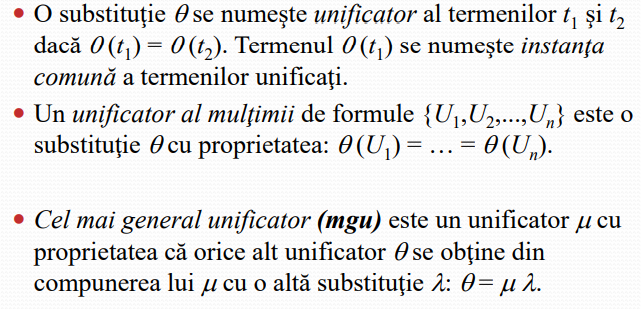 • O substituţie θ se numeşte unificator al termenilor t₁ şi t₂
dacă θ(t₁) = θ(t₂). Termenul θ(t₁) se numeşte instanţa
comună a termenilor unificaţi.
• Un unificator al mulţimii de formule {U₁,U₂,...,Uₙ} este o
substituţie θ cu proprietatea: θ(U₁) = … = θ(Uₙ).
• Cel mai general unificator (mgu) este un unificator μ cu
proprietatea că orice alt unificator θ se obţine din
compunerea lui μ cu o altă substituţie λ: θ = μ λ.